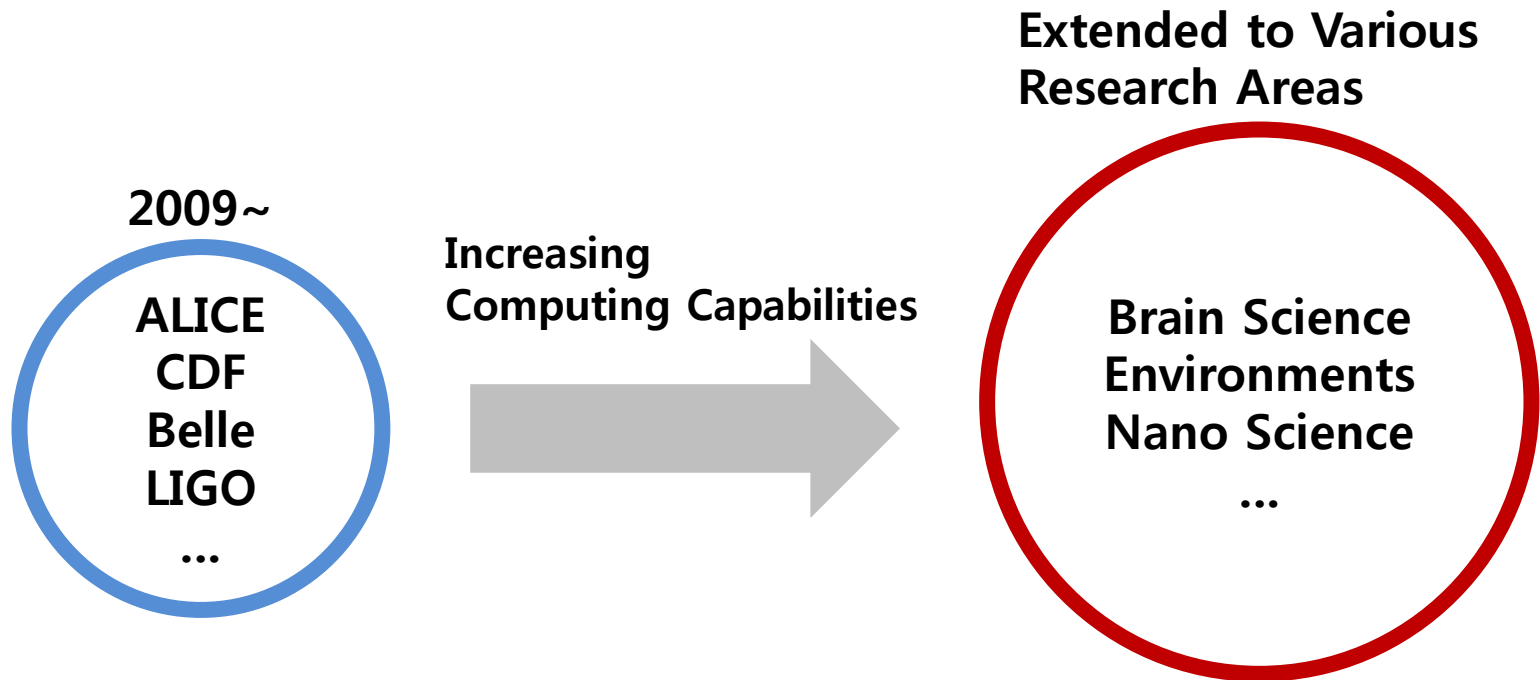 2009~
ALICE
CDF
Belle
LIGO
...
Increasing
Computing Capabilities
Extended to Various
Research Areas
Brain Science
Environments
Nano Science
...